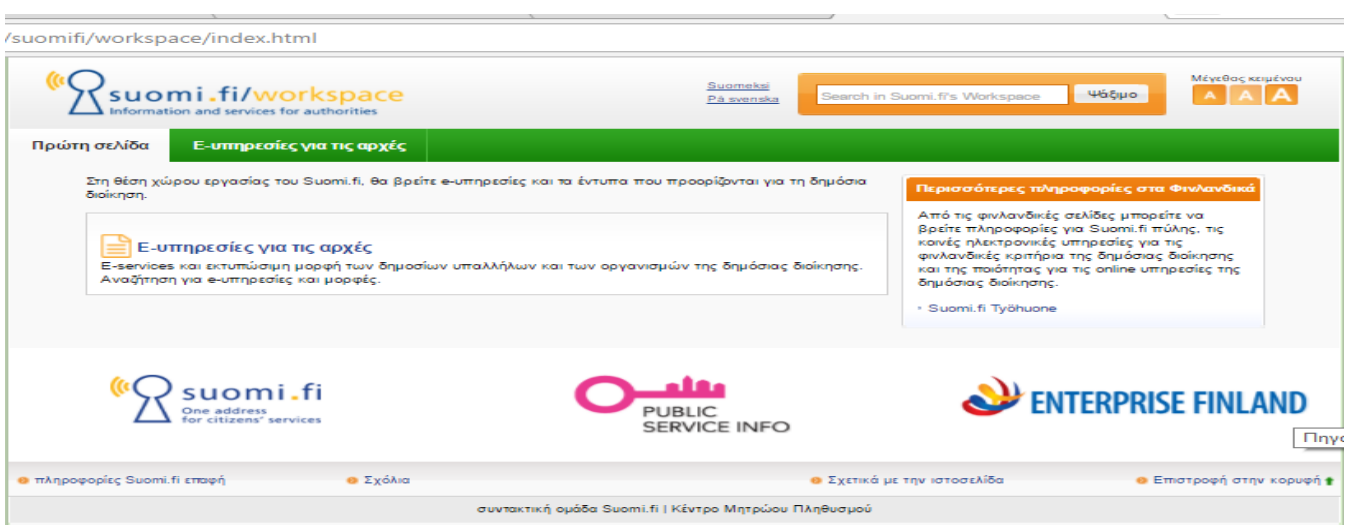 /suomifi/workspace/index.html
suomi.fi/workspace
Information and services for authorities
Suomeksi
På svenska
Search in Suomi.fi's Workspace
Ψάξιμο
Μέγεθος κειμένου
A A A
Πρώτη σελίδα
Ε-υπηρεσίες για τις αρχές
Στη θέση χώρου εργασίας του Suomi.fi, θα βρείτε e-υπηρεσίες και τα έντυπα που προορίζονται για τη δημόσια
διοίκηση.
Ε-υπηρεσίες για τις αρχές
E-services και εκτυπώσιμη μορφή των δημοσίων υπαλλήλων και των οργανισμών της δημόσιας διοίκησης.
Αναζήτηση για e-υπηρεσίες και μορφές.
Περισσότερες πληροφορίες στα Φινλανδικά
Από τις φινλανδικές σελίδες μπορείτε να
βρείτε πληροφορίες για Suomi.fi πύλης, τις
κοινές ηλεκτρονικές υπηρεσίες για τις
φινλανδικές κριτήρια της δημόσιας διοίκησης
και της ποιότητας για τις online υπηρεσίες της
δημόσιας διοίκησης.
Suomi.fi Työhuone
suomi.fi
One address
for citizens' services
PUBLIC
SERVICE INFO
ENTERPRISE FINLAND
πληροφορίες Suomi.fi επαφή
Σχόλια
Σχετικά με την ιστοσελίδα
Επιστροφή στην κορυφή
συντακτική ομάδα Suomi.fi | Κέντρο Μητρώου Πληθυσμού